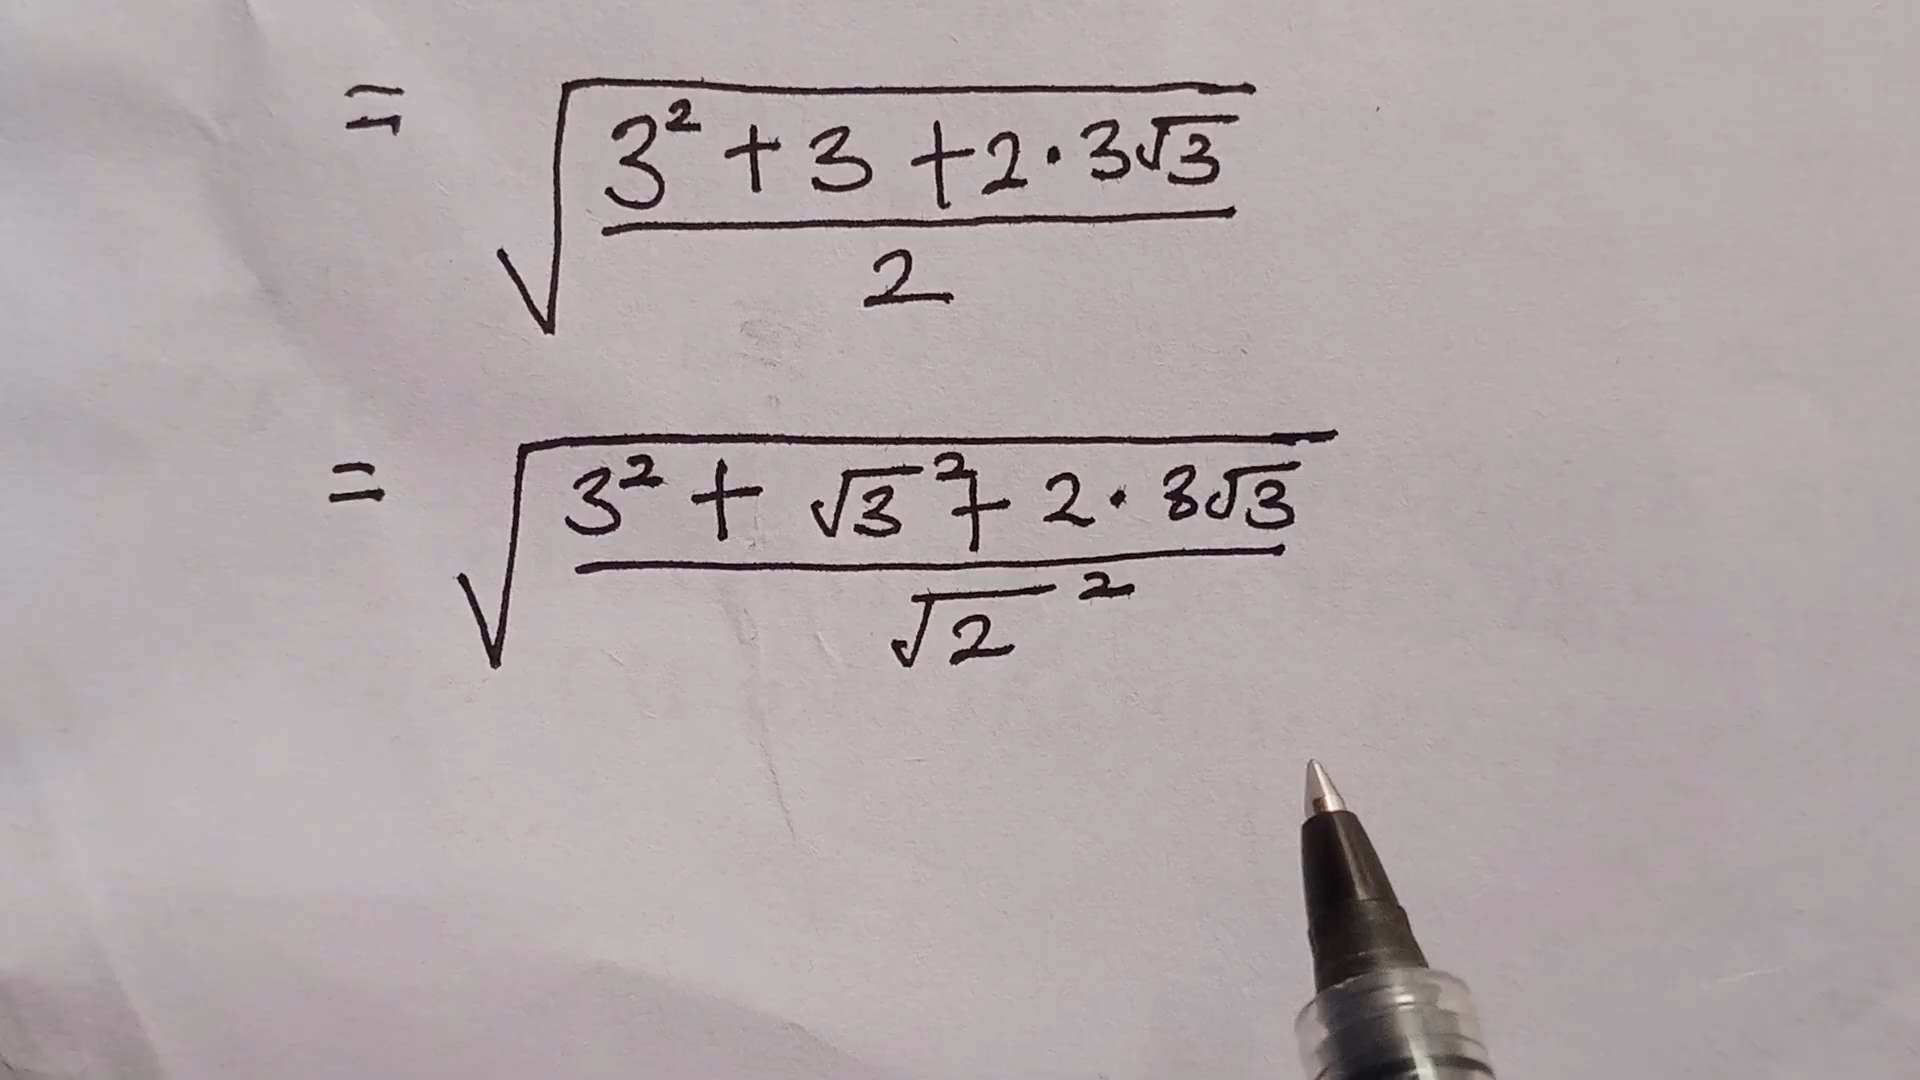 = √(3² + 3 + 2·3√3 / 2)
= √(3² + √3² + 2·3√3 / √2²)